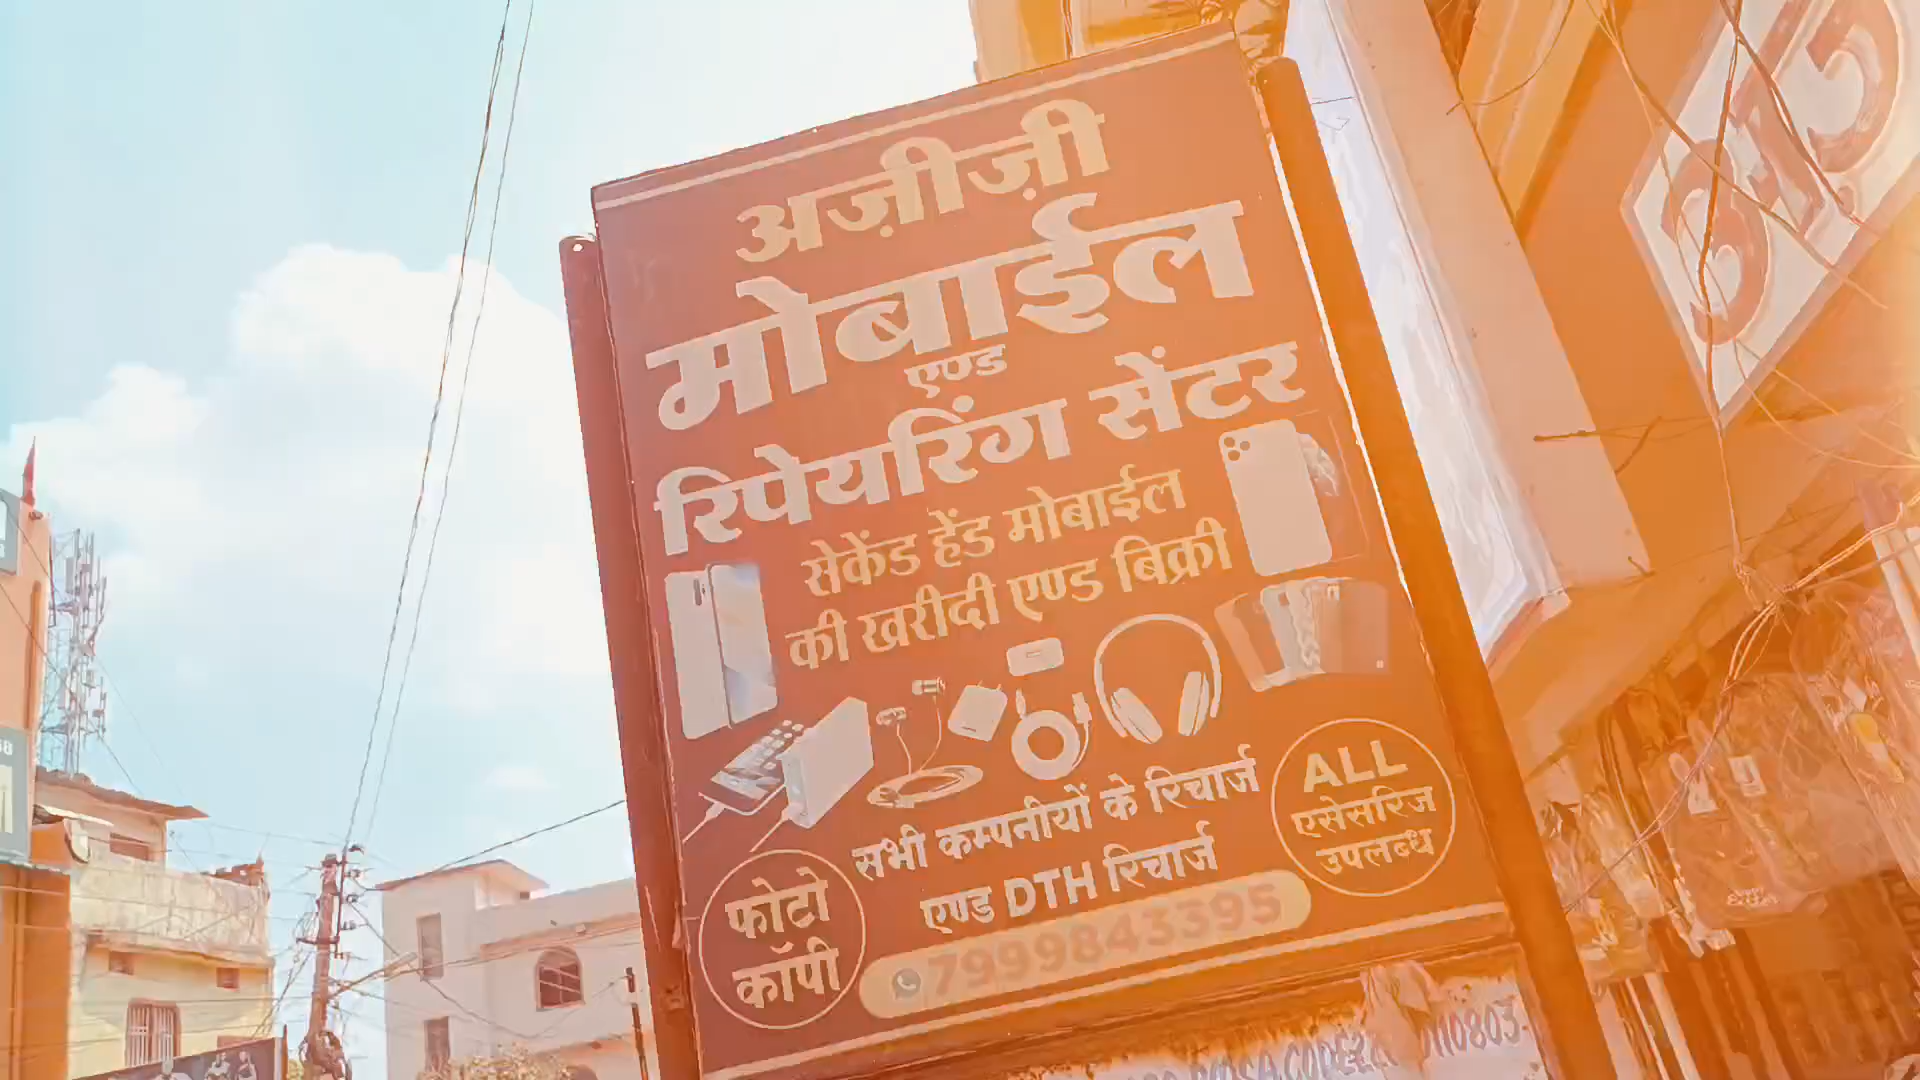 अज़ीज़ी
मोबाईल
एण्ड
रिपेयरिंग सेंटर
सेकेंड हेंड मोबाईल
की खरीदी एण्ड बिक्री
सभी कम्पनीयों के रिचार्ज
एण्ड DTH रिचार्ज
ALL
एसेसरिज
उपलब्ध
फोटो
कॉपी
7999843395